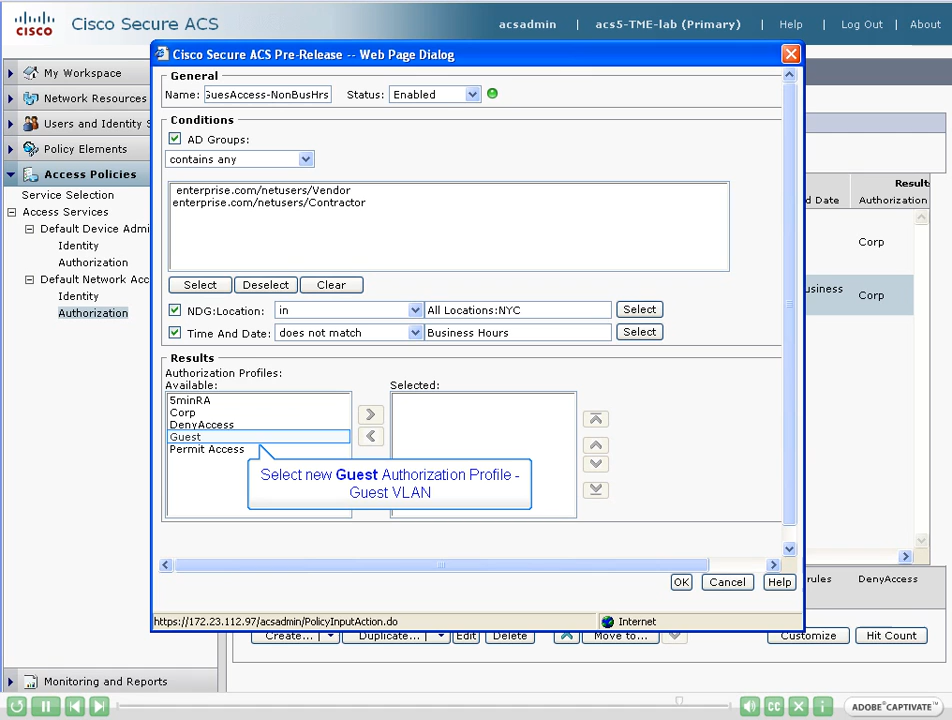 CISCO
Cisco Secure ACS
acsadmin
acs5-TME-lab (Primary)
Help
Log Out
About
Cisco Secure ACS Pre-Release -- Web Page Dialog
My Workspace
Network Resources
Users and Identity S
Policy Elements
Access Policies
Service Selection
Access Services
Default Device Admi
Identity
Authorization
Default Network Acc
Identity
Authorization
Monitoring and Reports
General
Name: GuesAccess-NonBusHrs Status: Enabled
Conditions
AD Groups:
contains any
enterprise.com/netusers/Vendor
enterprise.com/netusers/Contractor
Select Deselect Clear
NDG:Location: in All Locations:NYC Select
Time And Date: does not match Business Hours Select
Results
Authorization Profiles:
Available: Selected:
5minRA
Corp
DenyAccess
Guest
Permit Access
Select new Guest Authorization Profile -
Guest VLAN
OK Cancel Help
https://172.23.112.97/acsadmin/PolicyInputAction.do Internet
Results
d Date Authorization
Corp
usiness Corp
rules DenyAccess
Create... Duplicate... Edit Delete Move to... Customize Hit Count
CC
ADOBE® CAPTIVATE™